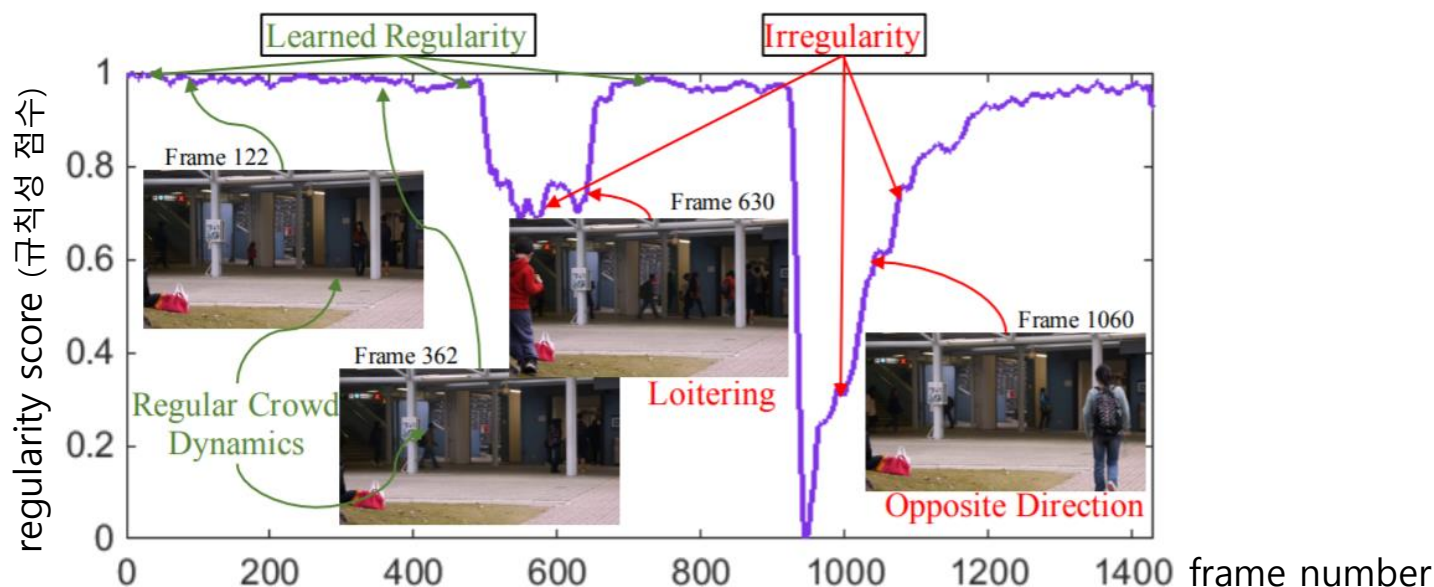 Learned Regularity
Irregularity
regularity score (규칙성 점수)
1
0.8
0.6
0.4
0.2
0
Frame 122
Frame 630
Frame 362
Frame 1060
Loitering
Regular Crowd
Dynamics
Opposite Direction
0 200 400 600 800 1000 1200 1400 frame number